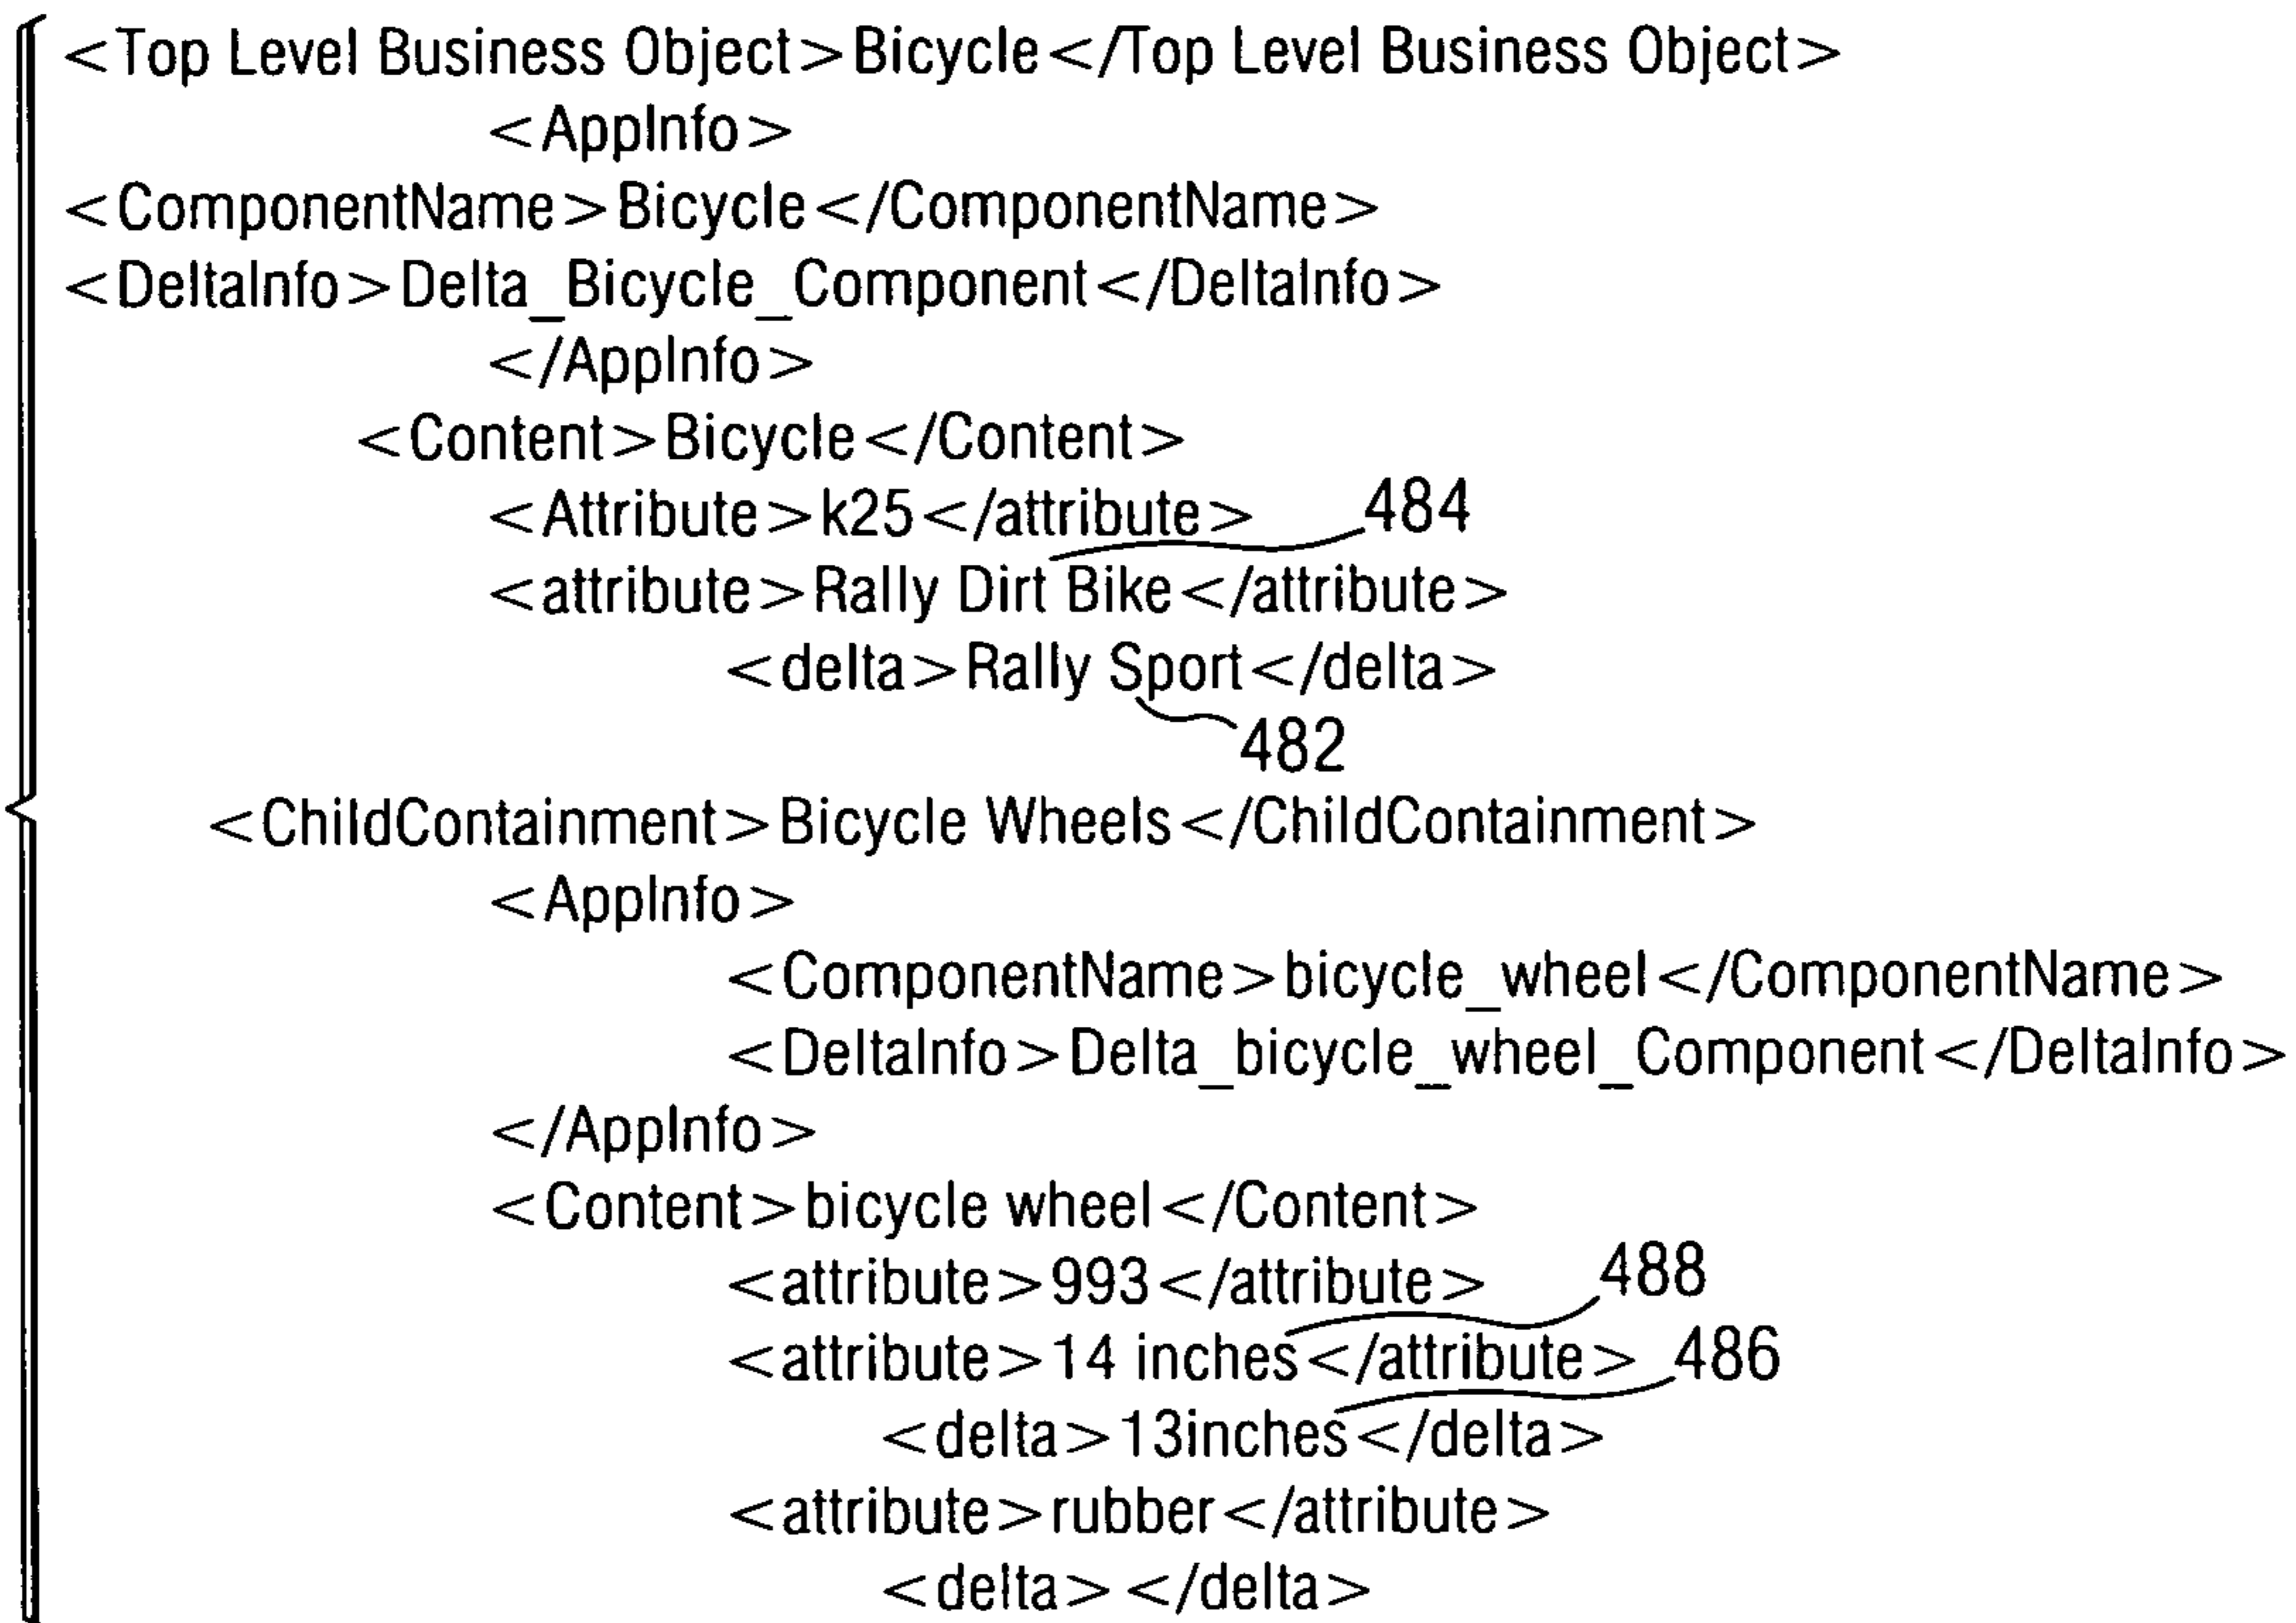 <Top Level Business Object>Bicycle</Top Level Business Object>
<AppInfo>
<ComponentName>Bicycle</ComponentName>
<DeltaInfo>Delta_Bicycle_Component</DeltaInfo>
</AppInfo>
<Content>Bicycle</Content>
<Attribute>k25</attribute> 484
<attribute>Rally Dirt Bike</attribute>
<delta>Rally Sport</delta>
482
<ChildContainment>Bicycle Wheels</ChildContainment>
<AppInfo>
<ComponentName>bicycle_wheel</ComponentName>
<DeltaInfo>Delta_bicycle_wheel_Component</DeltaInfo>
</AppInfo>
<Content>bicycle wheel</Content>
<attribute>993</attribute> 488
<attribute>14 inches</attribute> 486
<delta>13inches</delta>
<attribute>rubber</attribute>
<delta></delta>